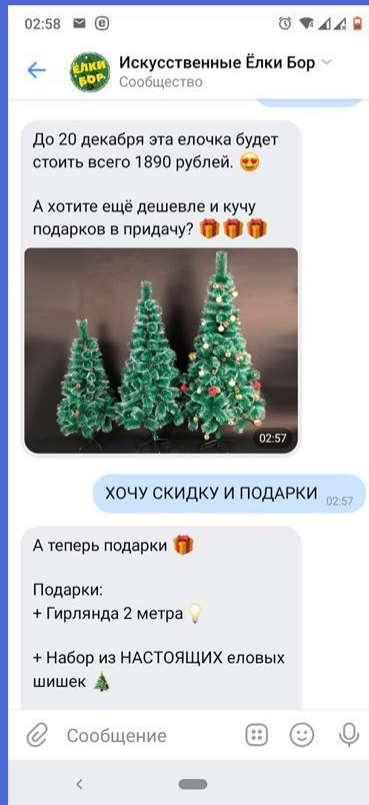 02:58
ЁЛКИ
БОР
Искусственные Ёлки Бор
Сообщество
До 20 декабря эта елочка будет
стоить всего 1890 рублей. 😍
А хотите ещё дешевле и кучу
подарков в придачу? 🎁🎁🎁
02:57
ХОЧУ СКИДКУ И ПОДАРКИ 02:57
А теперь подарки 🎁
Подарки:
+ Гирлянда 2 метра 💡
+ Набор из НАСТОЯЩИХ еловых
шишек 🎄
Сообщение